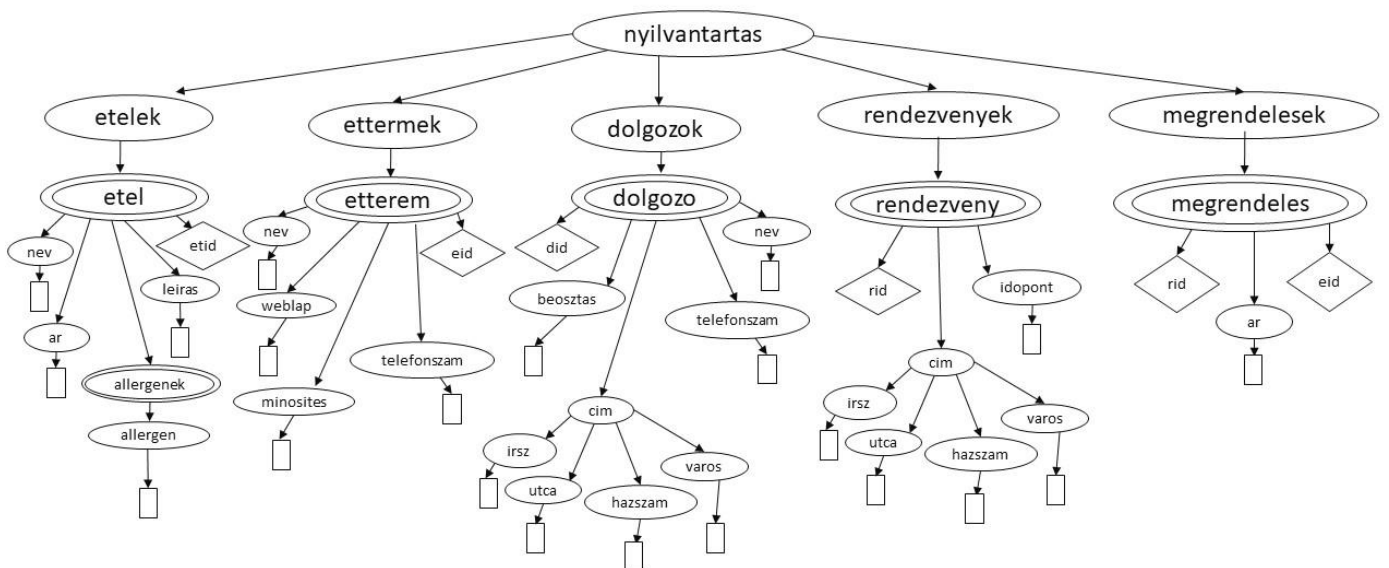 nyilvantartas
etelek
ettermek
dolgozok
rendezvenyek
megrendelesek
etel
etterem
dolgozo
rendezveny
megrendeles
nev
etid
leiras
ar
allergenek
allergen
nev
eid
weblap
telefonszam
minosites
did
nev
beosztas
telefonszam
cim
irsz
utca
hazszam
varos
rid
idopont
cim
irsz
utca
hazszam
varos
rid
eid
ar